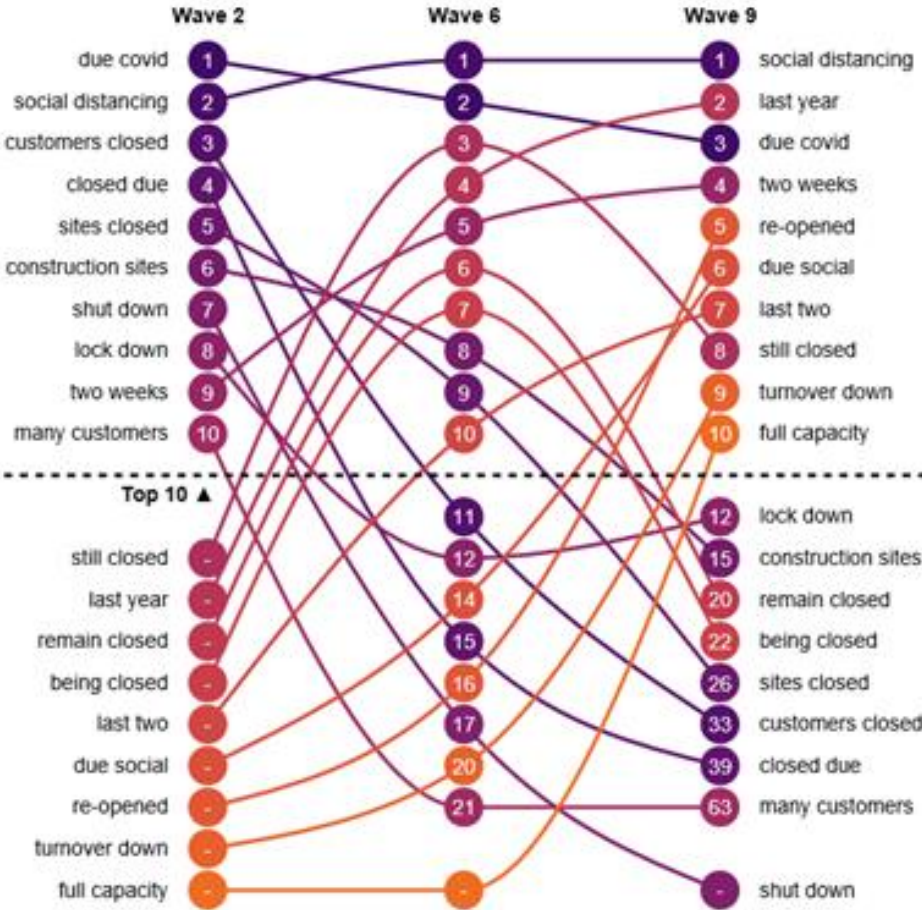 Wave 2 Wave 6 Wave 9
due covid 1 1 1 social distancing
social distancing 2 2 2 last year
customers closed 3 3 3 due covid
closed due 4 4 4 two weeks
sites closed 5 5 5 re-opened
construction sites 6 6 6 due social
shut down 7 7 7 last two
lock down 8 8 8 still closed
two weeks 9 9 9 turnover down
many customers 10 10 10 full capacity
Top 10 ▲
11 12 lock down
still closed - 12 15 construction sites
last year - 14 20 remain closed
remain closed - 15 22 being closed
being closed - 16 26 sites closed
last two - 17 33 customers closed
due social - 20 39 closed due
re-opened - 21 63 many customers
turnover down -
full capacity - - - shut down